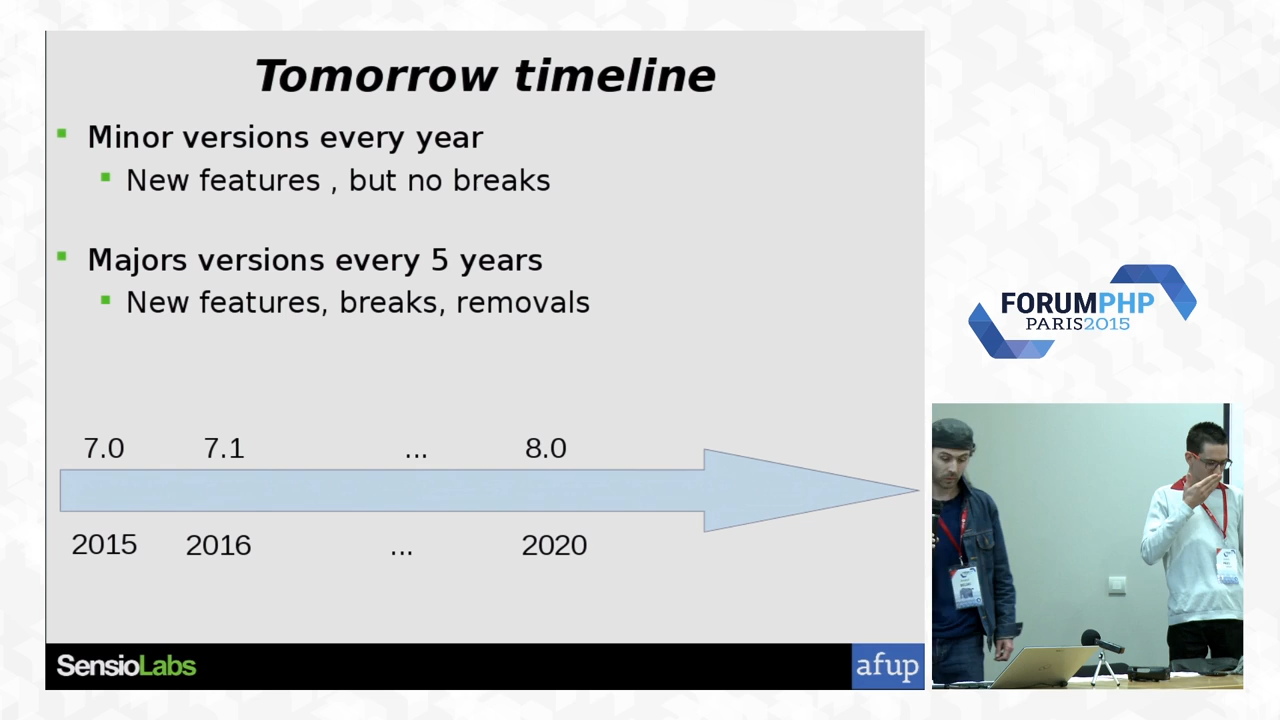 Tomorrow timeline
Minor versions every year
New features , but no breaks
Majors versions every 5 years
New features, breaks, removals
7.0 7.1 ... 8.0
2015 2016 ... 2020
SensioLabs
afup
FORUMPHP
PARIS2015